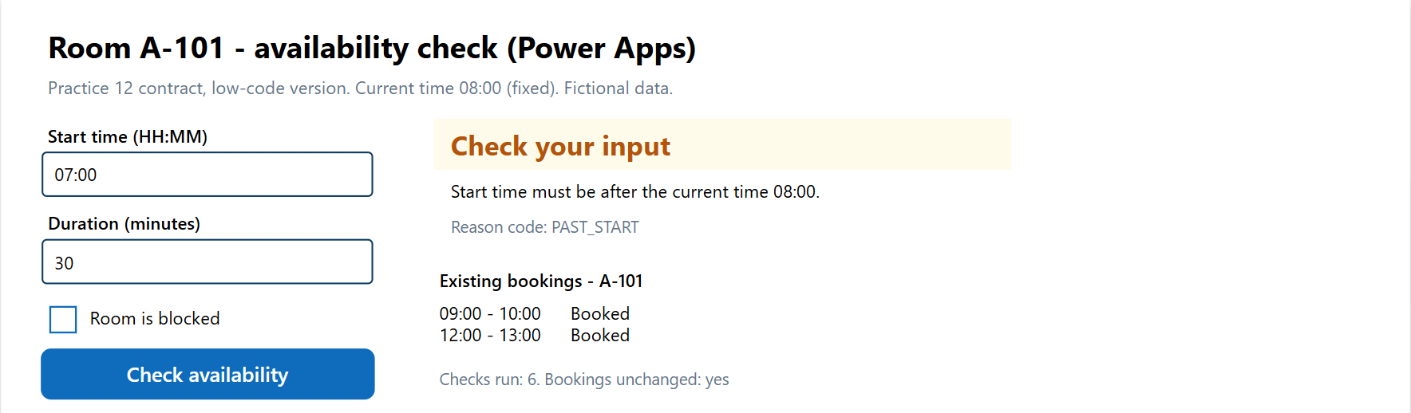 Room A-101 - availability check (Power Apps)
Practice 12 contract, low-code version. Current time 08:00 (fixed). Fictional data.
Start time (HH:MM)
07:00
Duration (minutes)
30
Room is blocked
Check availability
Check your input
Start time must be after the current time 08:00.
Reason code: PAST_START
Existing bookings - A-101
09:00 - 10:00 Booked
12:00 - 13:00 Booked
Checks run: 6. Bookings unchanged: yes